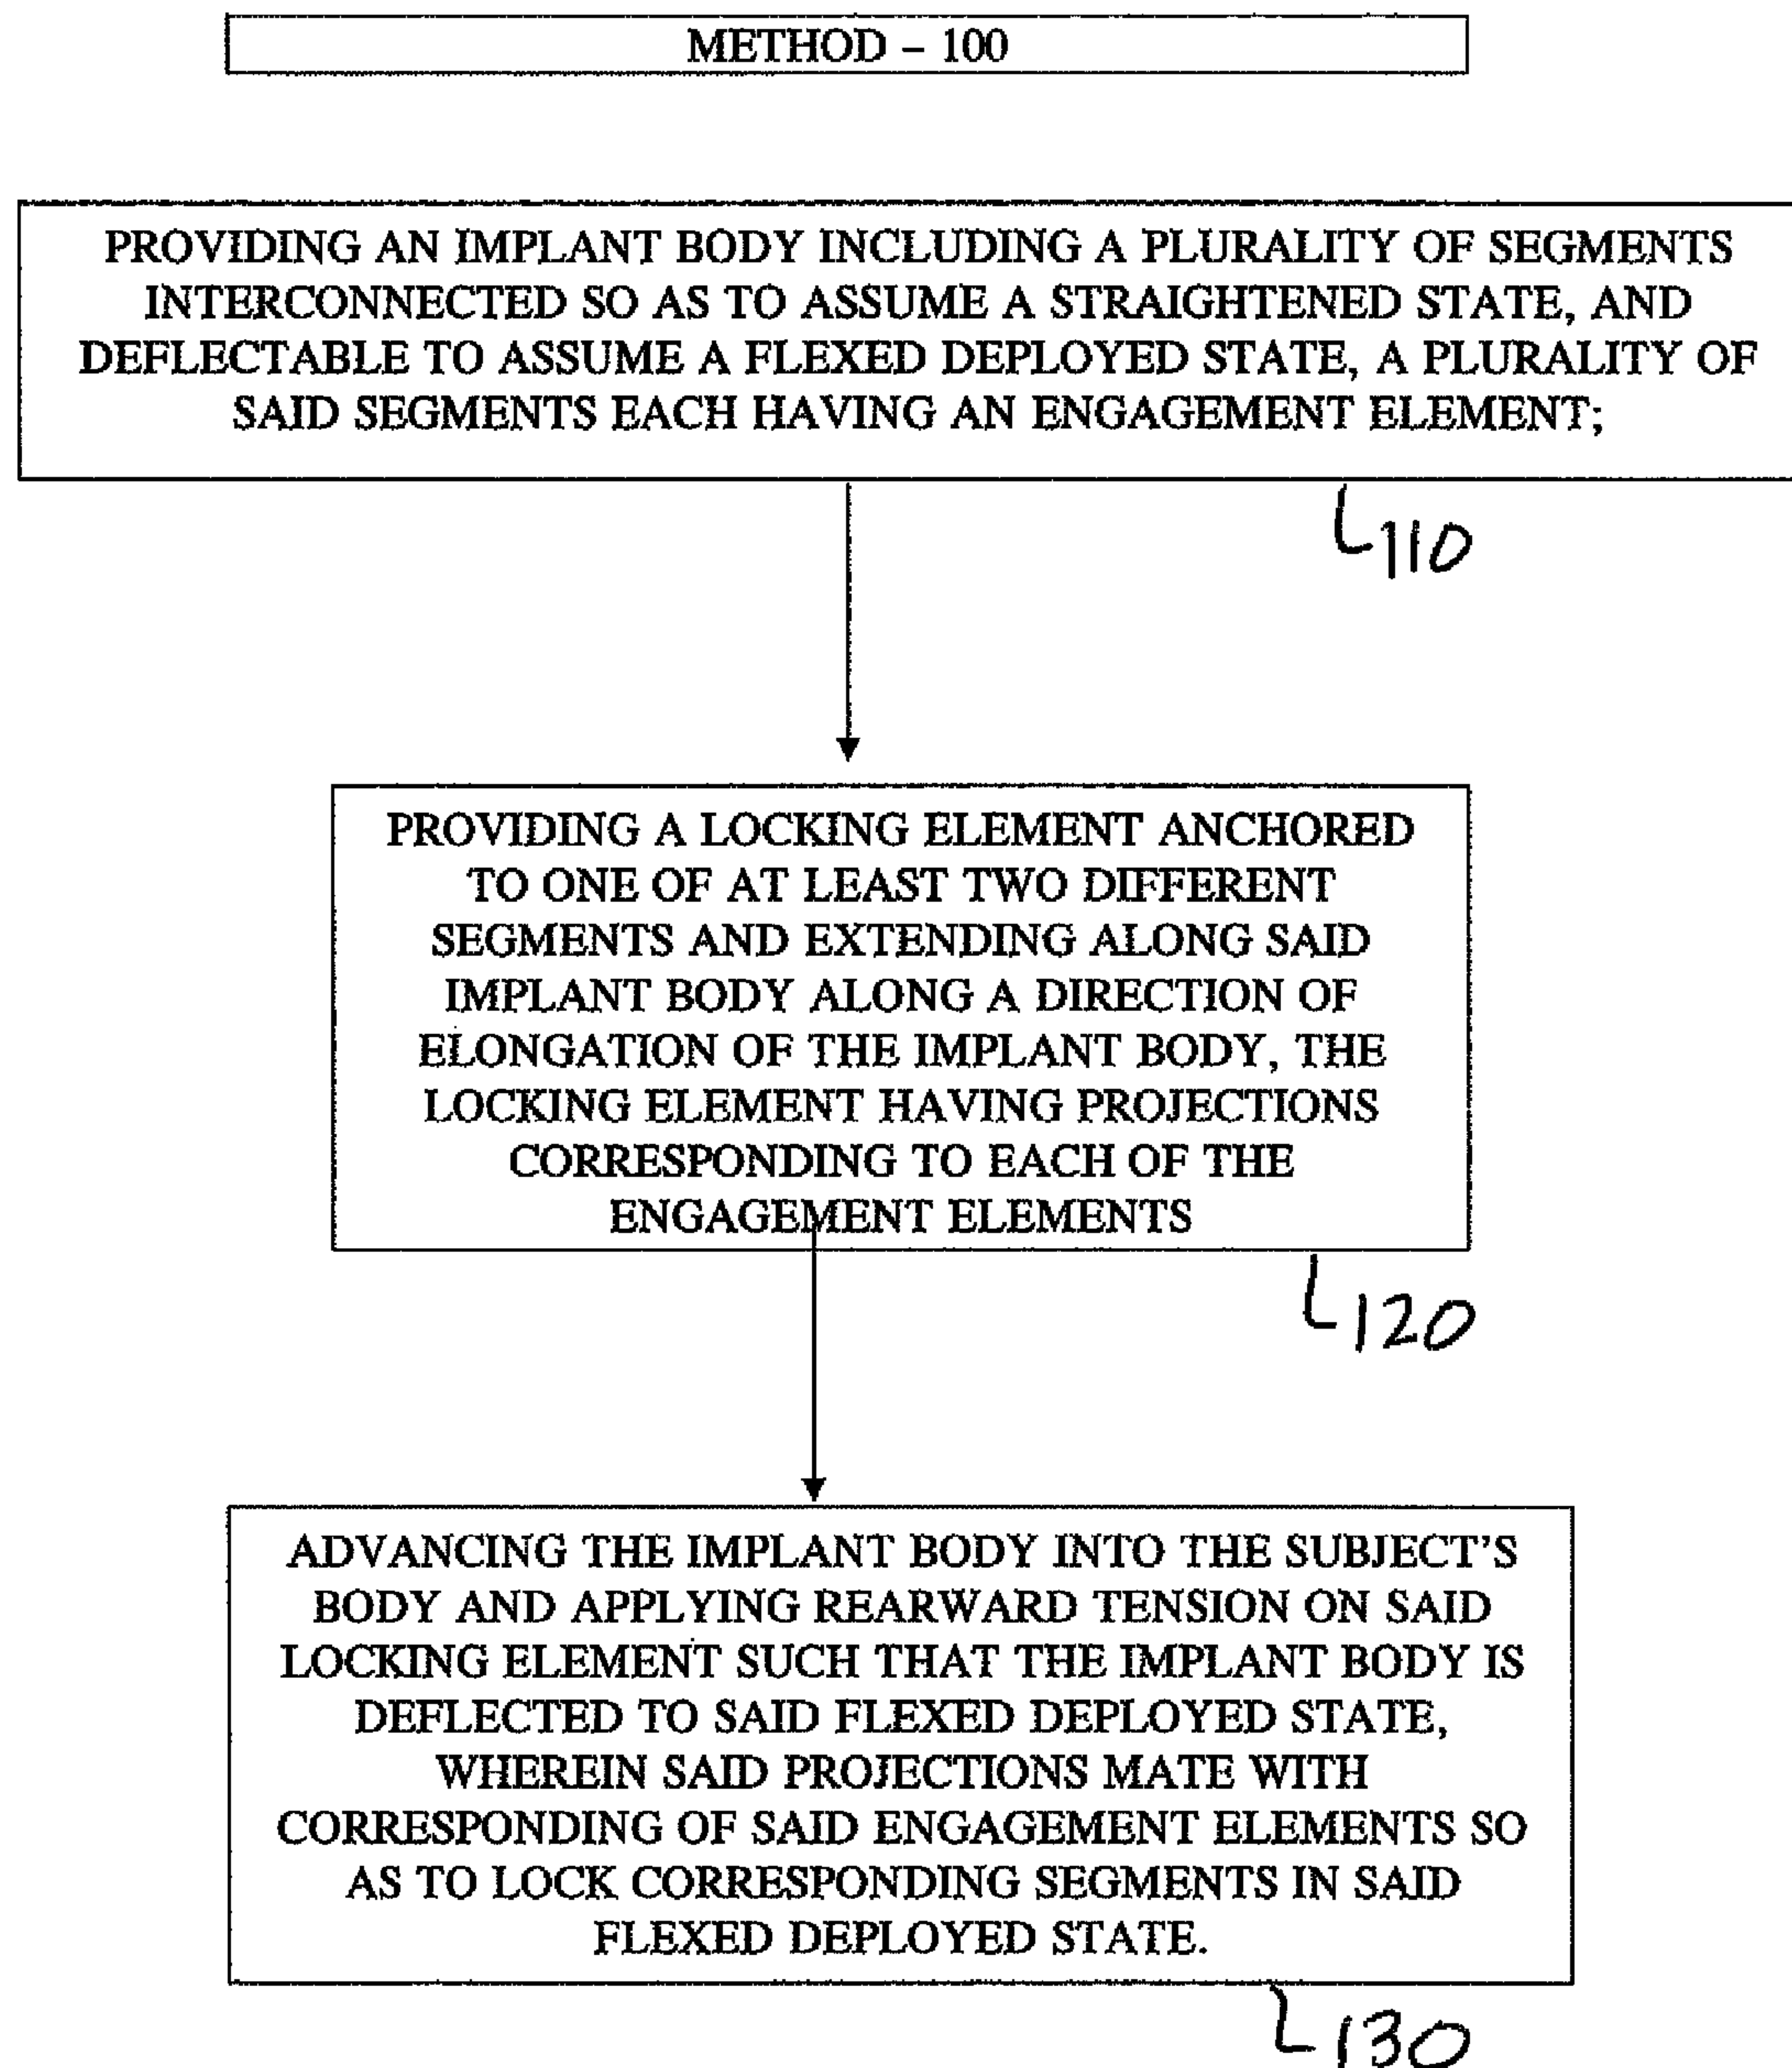 METHOD – 100
PROVIDING AN IMPLANT BODY INCLUDING A PLURALITY OF SEGMENTS
INTERCONNECTED SO AS TO ASSUME A STRAIGHTENED STATE, AND
DEFLECTABLE TO ASSUME A FLEXED DEPLOYED STATE, A PLURALITY OF
SAID SEGMENTS EACH HAVING AN ENGAGEMENT ELEMENT;
110
PROVIDING A LOCKING ELEMENT ANCHORED
TO ONE OF AT LEAST TWO DIFFERENT
SEGMENTS AND EXTENDING ALONG SAID
IMPLANT BODY ALONG A DIRECTION OF
ELONGATION OF THE IMPLANT BODY, THE
LOCKING ELEMENT HAVING PROJECTIONS
CORRESPONDING TO EACH OF THE
ENGAGEMENT ELEMENTS
120
ADVANCING THE IMPLANT BODY INTO THE SUBJECT'S
BODY AND APPLYING REARWARD TENSION ON SAID
LOCKING ELEMENT SUCH THAT THE IMPLANT BODY IS
DEFLECTED TO SAID FLEXED DEPLOYED STATE,
WHEREIN SAID PROJECTIONS MATE WITH
CORRESPONDING OF SAID ENGAGEMENT ELEMENTS SO
AS TO LOCK CORRESPONDING SEGMENTS IN SAID
FLEXED DEPLOYED STATE.
130